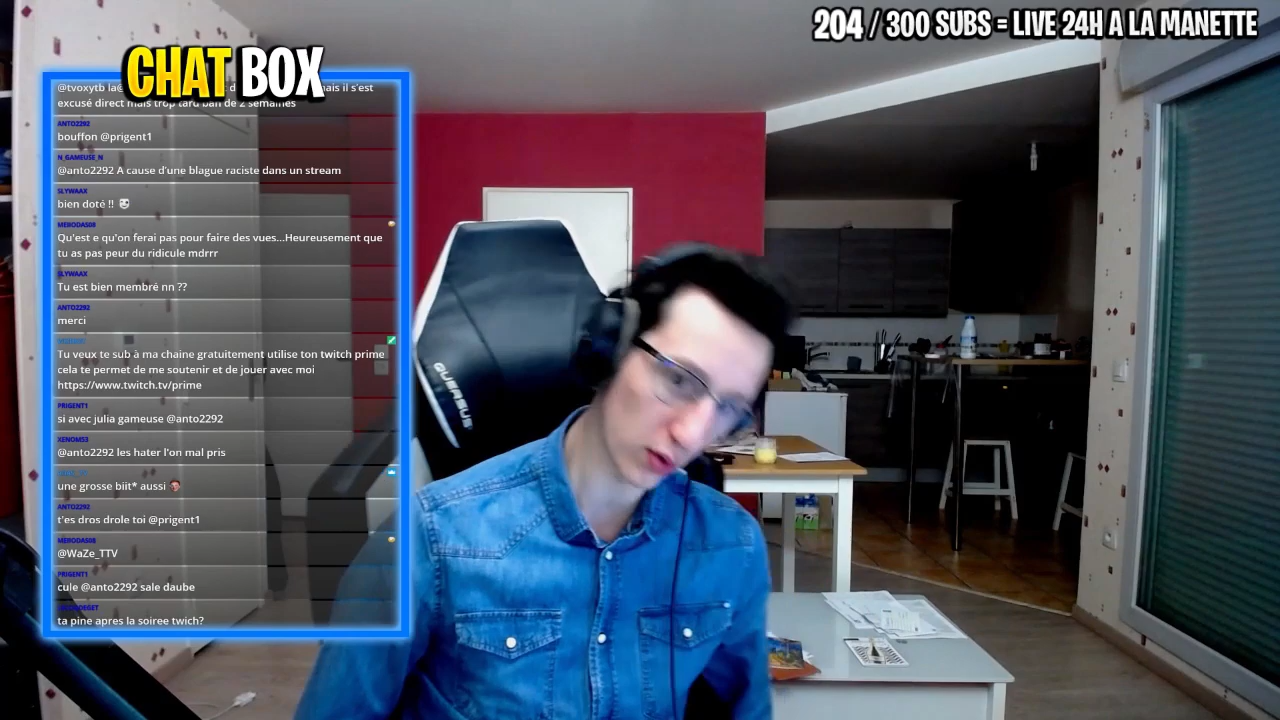 204 / 300 SUBS = LIVE 24H A LA MANETTE
CHAT BOX
@tvoxytb mais il s'est
excusé direct mais trop tard ban de 2 semaines
ANTO2292
bouffon @prigent1
N_GAMEUSE_N
@anto2292 A cause d'une blague raciste dans un stream
SLYWAAX
bien doté !!
MERODAS08
Qu'est e qu'on ferai pas pour faire des vues...Heureusement que
tu as pas peur du ridicule mdrrr
SLYWAAX
Tu est bien membré nn ??
ANTO2292
merci
Tu veux te sub à ma chaine gratuitement utilise ton twitch prime
cela te permet de me soutenir et de jouer avec moi
https://www.twitch.tv/prime
PRIGENT1
si avec julia gameuse @anto2292
XENOM33
@anto2292 les hater l'on mal pris
une grosse biit* aussi
ANTO2292
t'es dros drole toi @prigent1
MERODAS08
@WaZe_TTV
PRIGENT1
cule @anto2292 sale daube
ta pine apres la soiree twich?
QUERSUS